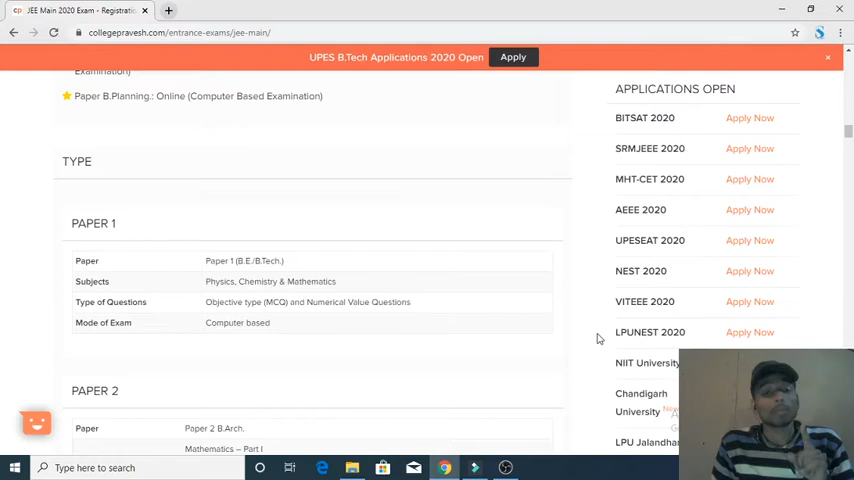 JEE Main 2020 Exam - Registratio
collegepravesh.com/entrance-exams/jee-main/
UPES B.Tech Applications 2020 Open Apply
Examination)
Paper B.Planning.: Online (Computer Based Examination)
TYPE
PAPER 1
Paper Paper 1 (B.E./B.Tech.)
Subjects Physics, Chemistry & Mathematics
Type of Questions Objective type (MCQ) and Numerical Value Questions
Mode of Exam Computer based
PAPER 2
Paper Paper 2 B.Arch.
Mathematics – Part I
APPLICATIONS OPEN
BITSAT 2020 Apply Now
SRMJEEE 2020 Apply Now
MHT-CET 2020 Apply Now
AEEE 2020 Apply Now
UPESEAT 2020 Apply Now
NEST 2020 Apply Now
VITEEE 2020 Apply Now
LPUNEST 2020 Apply Now
NIIT University
Chandigarh
University New
LPU Jalandhar
Type here to search